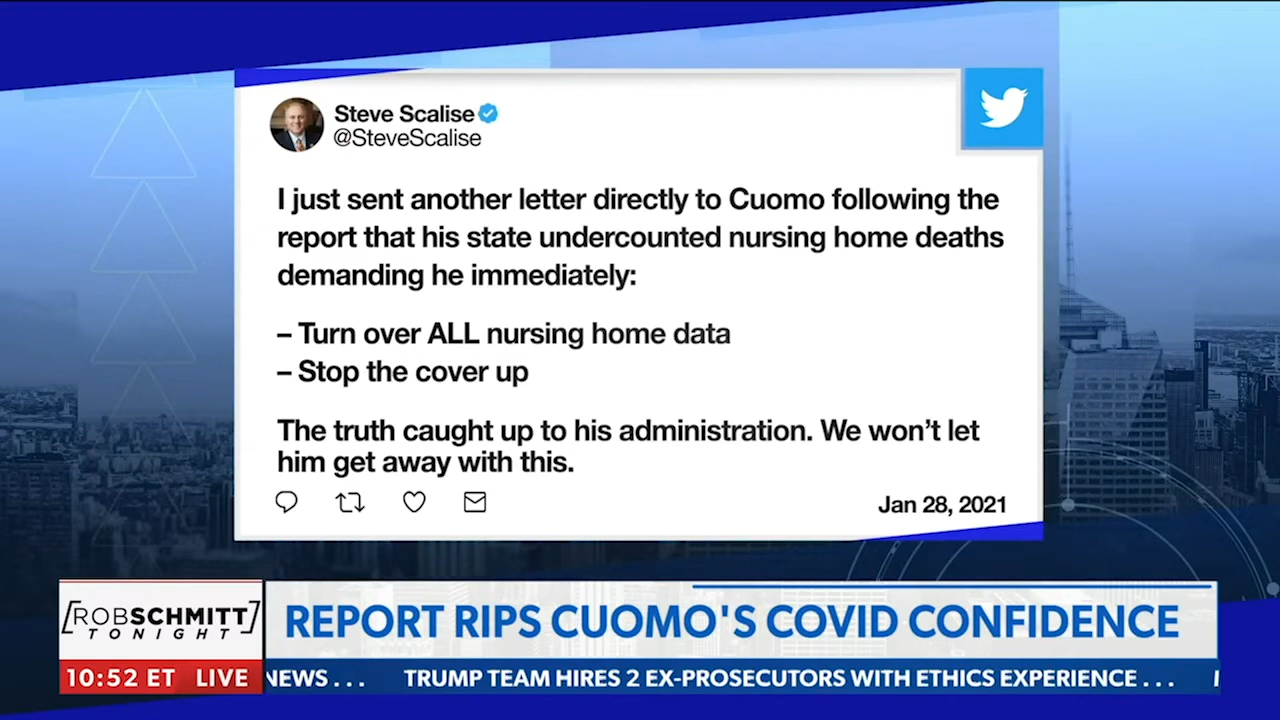 Steve Scalise
@SteveScalise
I just sent another letter directly to Cuomo following the
report that his state undercounted nursing home deaths
demanding he immediately:
– Turn over ALL nursing home data
– Stop the cover up
The truth caught up to his administration. We won’t let
him get away with this.
Jan 28, 2021
[ROBSCHMITT]
TONIGHT
REPORT RIPS CUOMO'S COVID CONFIDENCE
10:52 ET LIVE
NEWS . . . TRUMP TEAM HIRES 2 EX-PROSECUTORS WITH ETHICS EXPERIENCE . . .